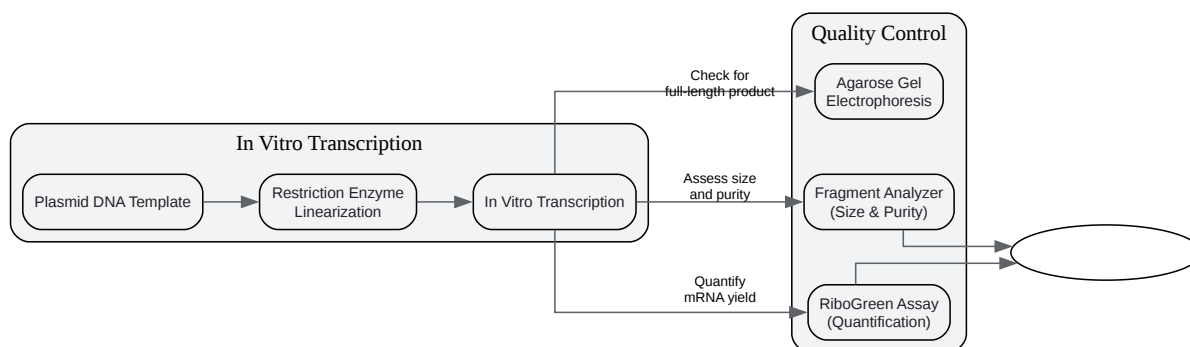 Quality Control
Check for
full-length product
Agarose Gel
Electrophoresis
In Vitro Transcription
Plasmid DNA Template
Restriction Enzyme
Linearization
In Vitro Transcription
Assess size
and purity
Fragment Analyzer
(Size & Purity)
Quantify
mRNA yield
RiboGreen Assay
(Quantification)